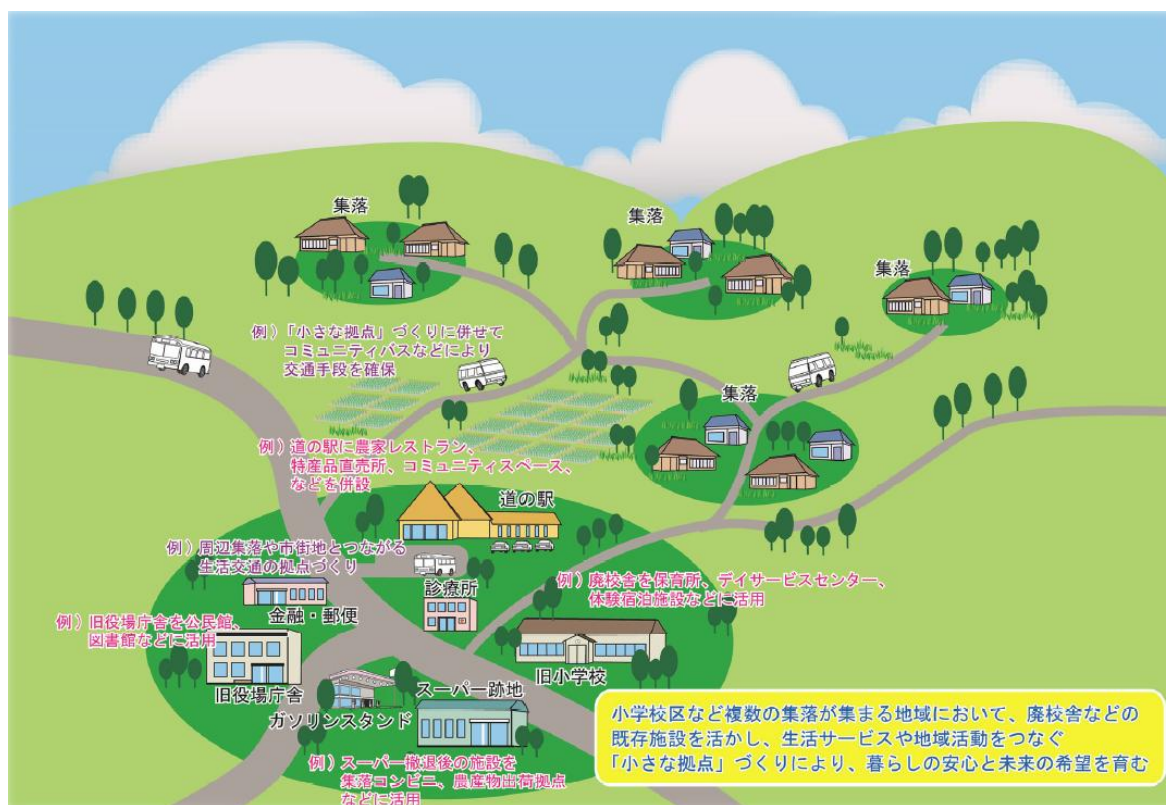 集落
集落
集落
例）「小さな拠点」づくりに併せて
コミュニティバスなどにより
交通手段を確保
集落
例）道の駅に農家レストラン、
特産品直売所、コミュニティスペース、
などを併設
道の駅
例）周辺集落や市街地とつながる
生活交通の拠点づくり
診療所
例）廃校舎を保育所、デイサービスセンター、
体験宿泊施設などに活用
金融・郵便
例）旧役場庁舎を公民館、
図書館などに活用
旧小学校
旧役場庁舎
スーパー跡地
ガソリンスタンド
例）スーパー撤退後の施設を
集落コンビニ、農産物出荷拠点
などに活用
小学校区など複数の集落が集まる地域において、廃校舎などの
既存施設を活かし、生活サービスや地域活動をつなぐ
「小さな拠点」づくりにより、暮らしの安心と未来の希望を育む